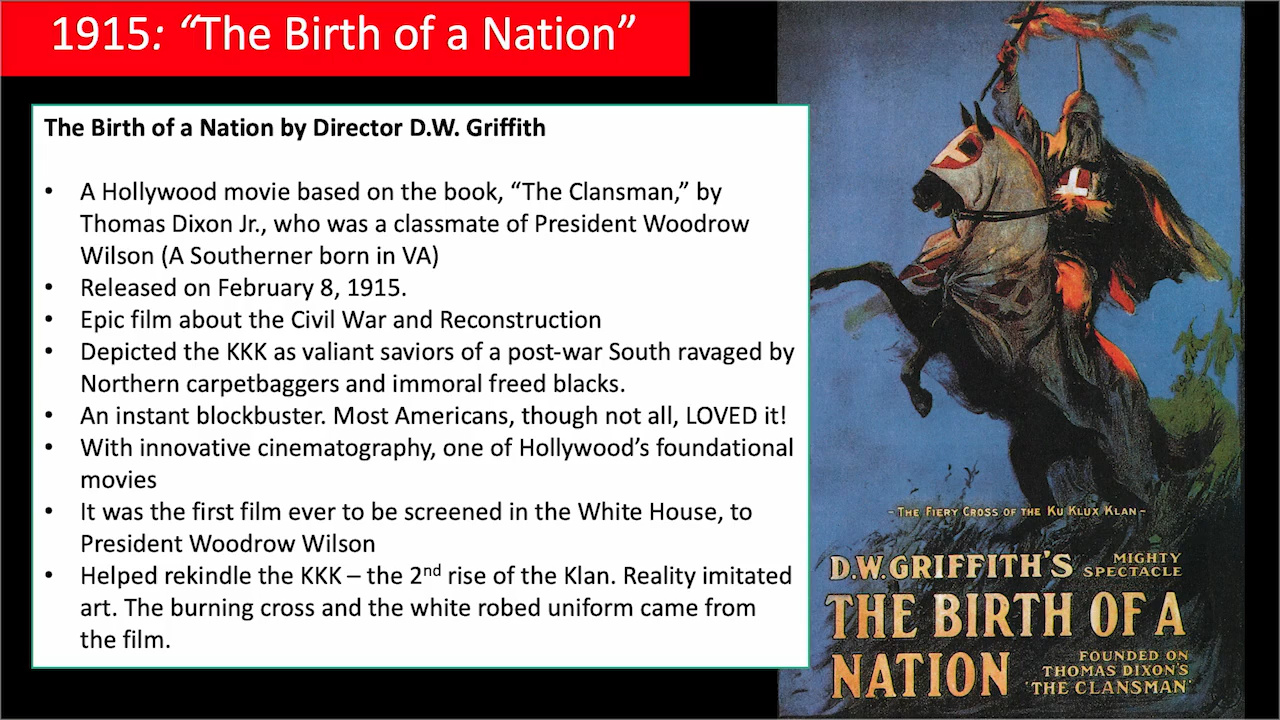 1915: “The Birth of a Nation”
The Birth of a Nation by Director D.W. Griffith
• A Hollywood movie based on the book, “The Clansman,” by
Thomas Dixon Jr., who was a classmate of President Woodrow
Wilson (A Southerner born in VA)
• Released on February 8, 1915.
• Epic film about the Civil War and Reconstruction
• Depicted the KKK as valiant saviors of a post-war South ravaged by
Northern carpetbaggers and immoral freed blacks.
• An instant blockbuster. Most Americans, though not all, LOVED it!
• With innovative cinematography, one of Hollywood’s foundational
movies
• It was the first film ever to be screened in the White House, to
President Woodrow Wilson
• Helped rekindle the KKK – the 2nd rise of the Klan. Reality imitated
art. The burning cross and the white robed uniform came from
the film.
- THE FIERY CROSS OF THE KU KLUX KLAN -
D.W. GRIFFITH'S MIGHTY
SPECTACLE
THE BIRTH OF A
NATION
FOUNDED ON
THOMAS DIXON'S
'THE CLANSMAN'